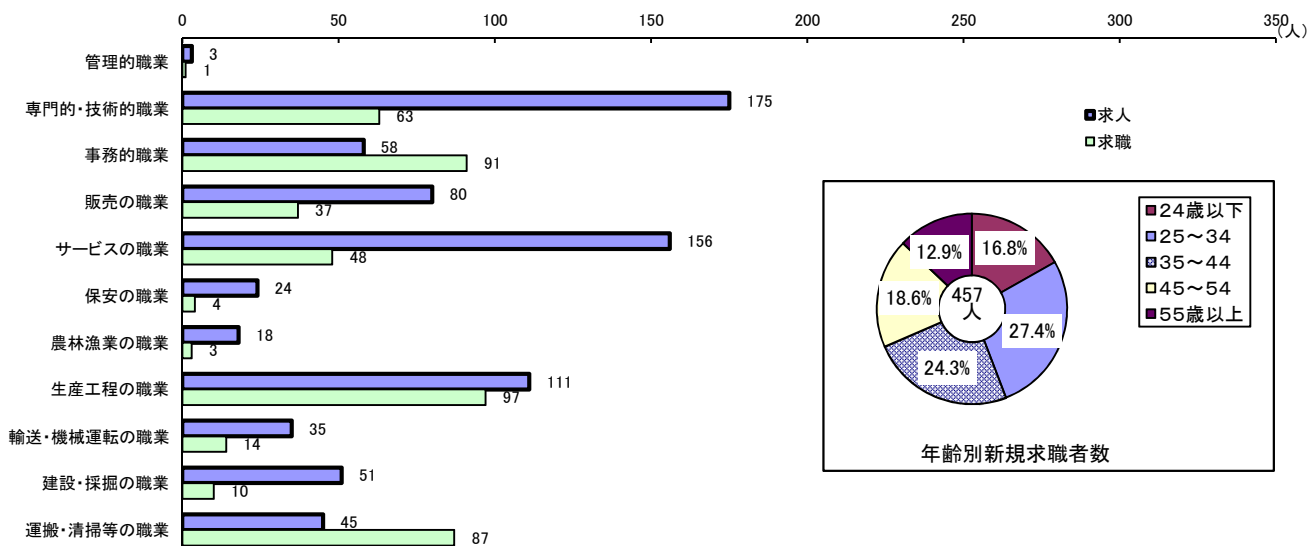 0 50 100 150 200 250 300 350
(人)
管理的職業 3
1
専門的・技術的職業 175
63
事務的職業 58
91
販売の職業 80
37
サービスの職業 156
48
保安の職業 24
4
農林漁業の職業 18
3
生産工程の職業 111
97
輸送・機械運転の職業 35
14
建設・採掘の職業 51
10
運搬・清掃等の職業 45
87
求人
求職
24歳以下
25～34
35～44
45～54
55歳以上
12.9% 16.8%
18.6% 457
人
27.4%
24.3%
年齢別新規求職者数